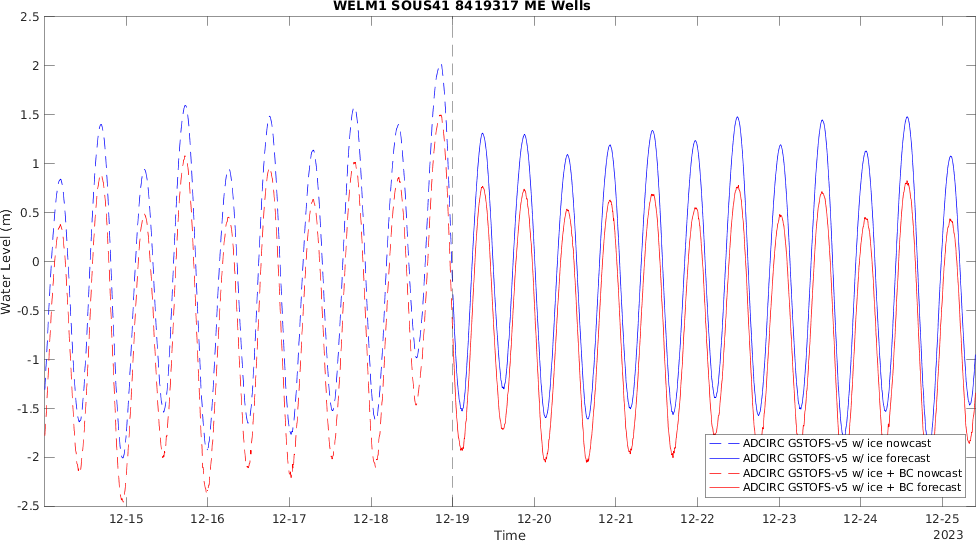 WELM1 SOUS41 8419317 ME Wells
2.5
2
1.5
1
0.5
0
-0.5
-1
-1.5
-2
-2.5
Water Level (m)
12-15 12-16 12-17 12-18 12-19 12-20 12-21 12-22 12-23 12-24 12-25
2023
Time
ADCIRC GSTOFS-v5 w/ ice nowcast
ADCIRC GSTOFS-v5 w/ ice forecast
ADCIRC GSTOFS-v5 w/ ice + BC nowcast
ADCIRC GSTOFS-v5 w/ ice + BC forecast